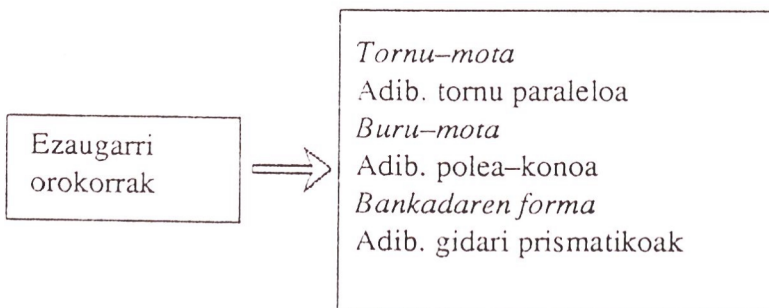 Ezaugarri
orokorrak
Tornu–mota
Adib. tornu paraleloa
Buru–mota
Adib. polea–konoa
Bankadaren forma
Adib. gidari prismatikoak